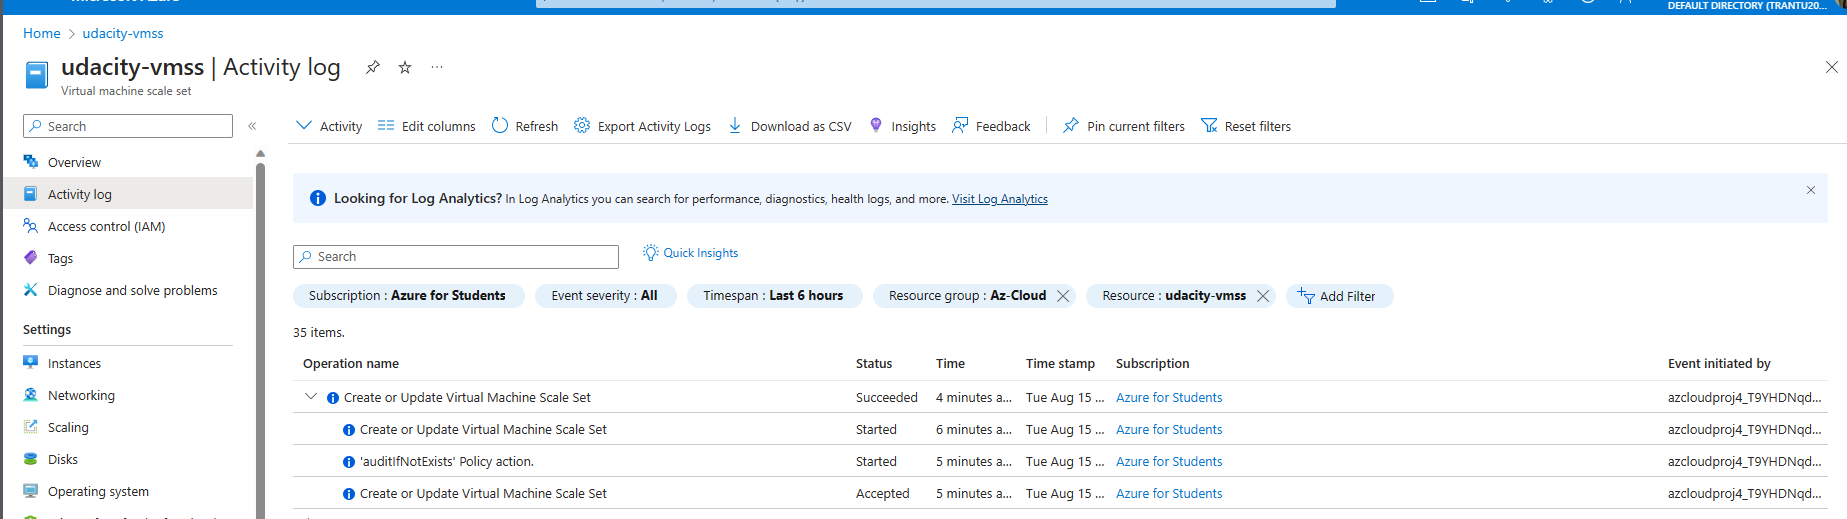 Microsoft Azure
DEFAULT DIRECTORY (TRANTU20...
Home > udacity-vmss
udacity-vmss | Activity log ...
Virtual machine scale set
Search «
Activity Edit columns Refresh Export Activity Logs Download as CSV Insights Feedback Pin current filters Reset filters
Overview
Activity log
Access control (IAM)
Tags
Diagnose and solve problems
Settings
Instances
Networking
Scaling
Disks
Operating system
Looking for Log Analytics? In Log Analytics you can search for performance, diagnostics, health logs, and more. Visit Log Analytics
Search Quick Insights
Subscription : Azure for Students Event severity : All Timespan : Last 6 hours Resource group : Az-Cloud Resource : udacity-vmss Add Filter
35 items.
Operation name Status Time Time stamp Subscription Event initiated by
Create or Update Virtual Machine Scale Set Succeeded 4 minutes a... Tue Aug 15 ... Azure for Students azcloudproj4_T9YHDNqd...
Create or Update Virtual Machine Scale Set Started 6 minutes a... Tue Aug 15 ... Azure for Students azcloudproj4_T9YHDNqd...
'auditIfNotExists' Policy action. Started 5 minutes a... Tue Aug 15 ... Azure for Students azcloudproj4_T9YHDNqd...
Create or Update Virtual Machine Scale Set Accepted 5 minutes a... Tue Aug 15 ... Azure for Students azcloudproj4_T9YHDNqd...